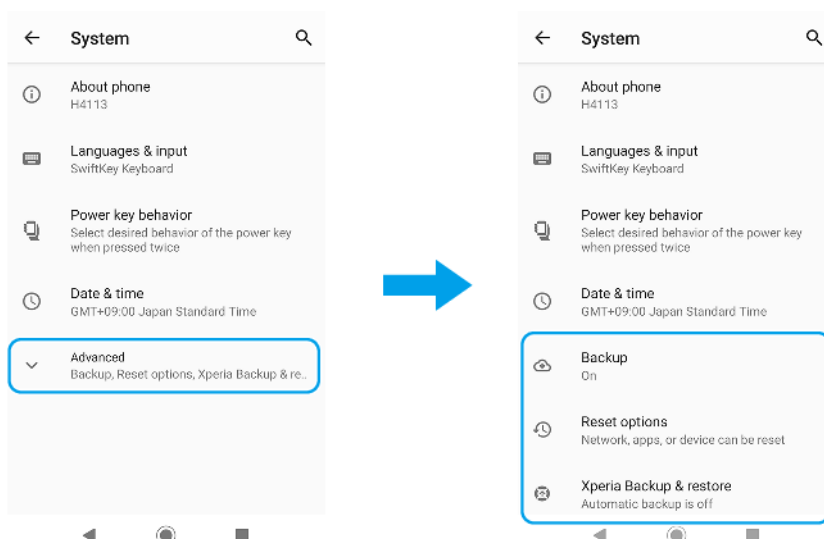 System
About phone
H4113
Languages & input
SwiftKey Keyboard
Power key behavior
Select desired behavior of the power key
when pressed twice
Date & time
GMT+09:00 Japan Standard Time
Advanced
Backup, Reset options, Xperia Backup & re..
System
About phone
H4113
Languages & input
SwiftKey Keyboard
Power key behavior
Select desired behavior of the power key
when pressed twice
Date & time
GMT+09:00 Japan Standard Time
Backup
On
Reset options
Network, apps, or device can be reset
Xperia Backup & restore
Automatic backup is off